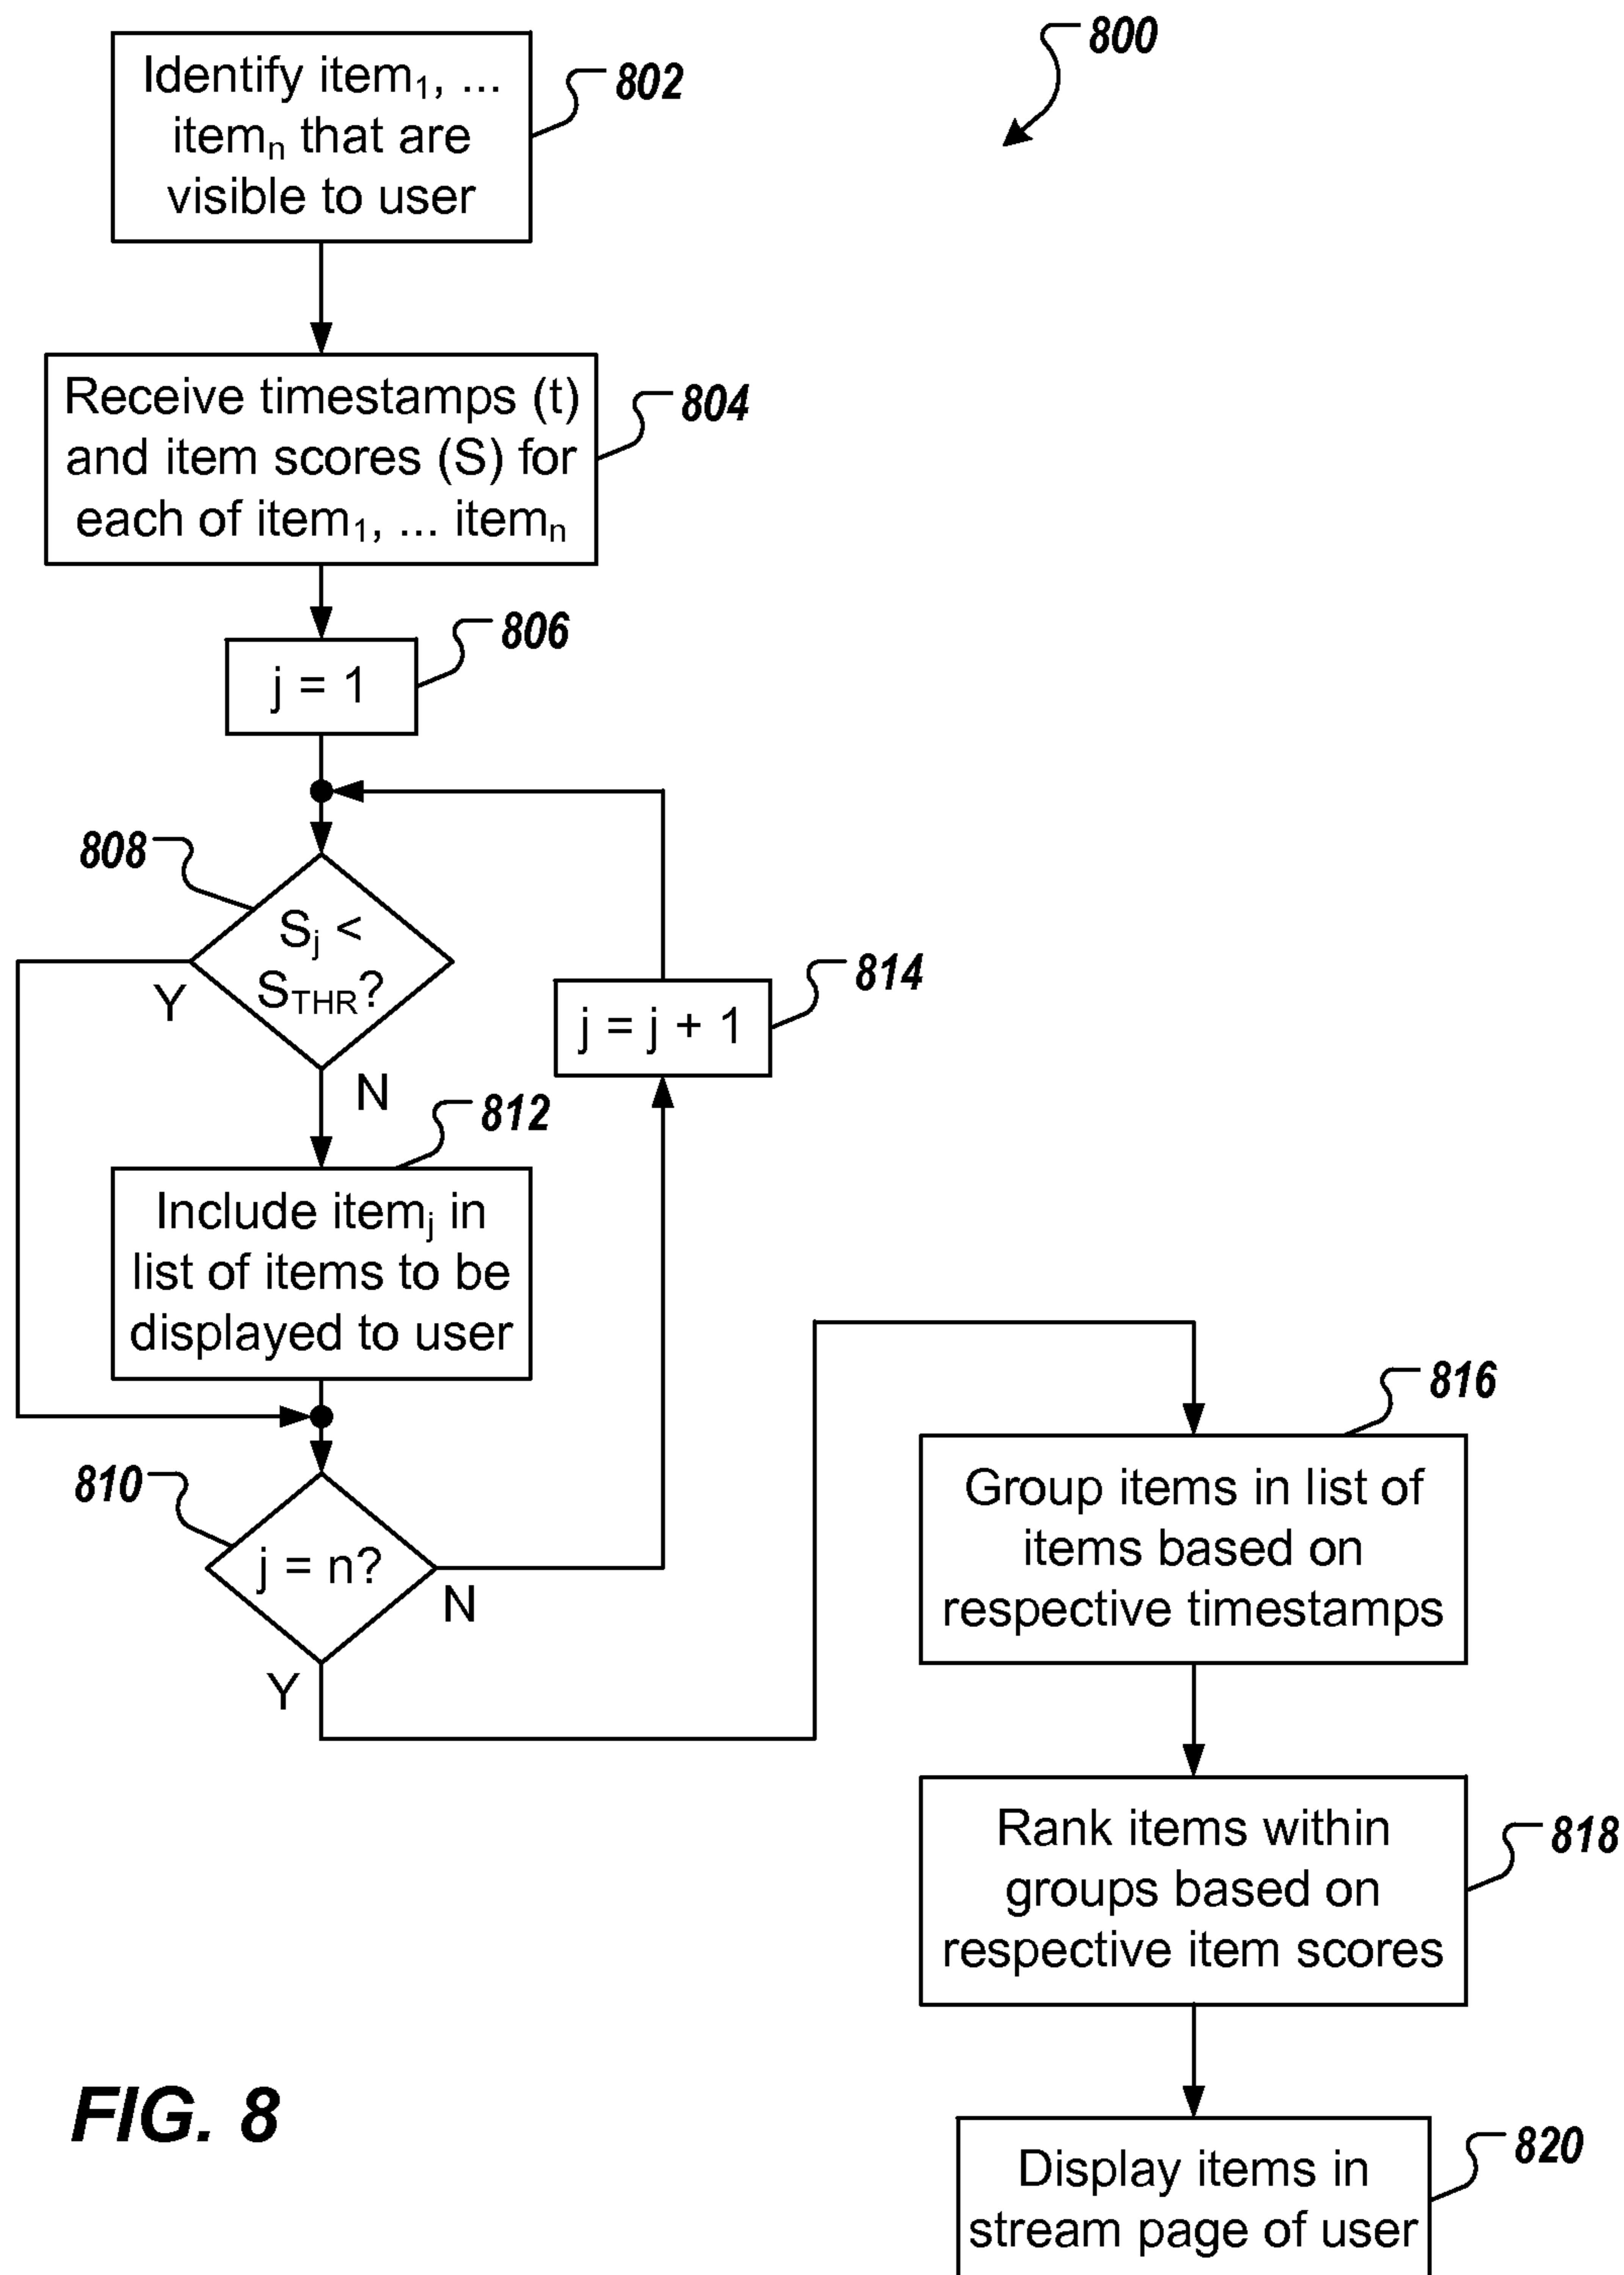 800
Identify item₁, ...
itemₙ that are
visible to user
802
Receive timestamps (t)
and item scores (S) for
each of item₁, ... itemₙ
804
j = 1
806
808
Sⱼ <
S_THR?
Y
N
812
Include itemⱼ in
list of items to be
displayed to user
814
j = j + 1
810
j = n?
N
Y
816
Group items in list of
items based on
respective timestamps
818
Rank items within
groups based on
respective item scores
820
Display items in
stream page of user
FIG. 8